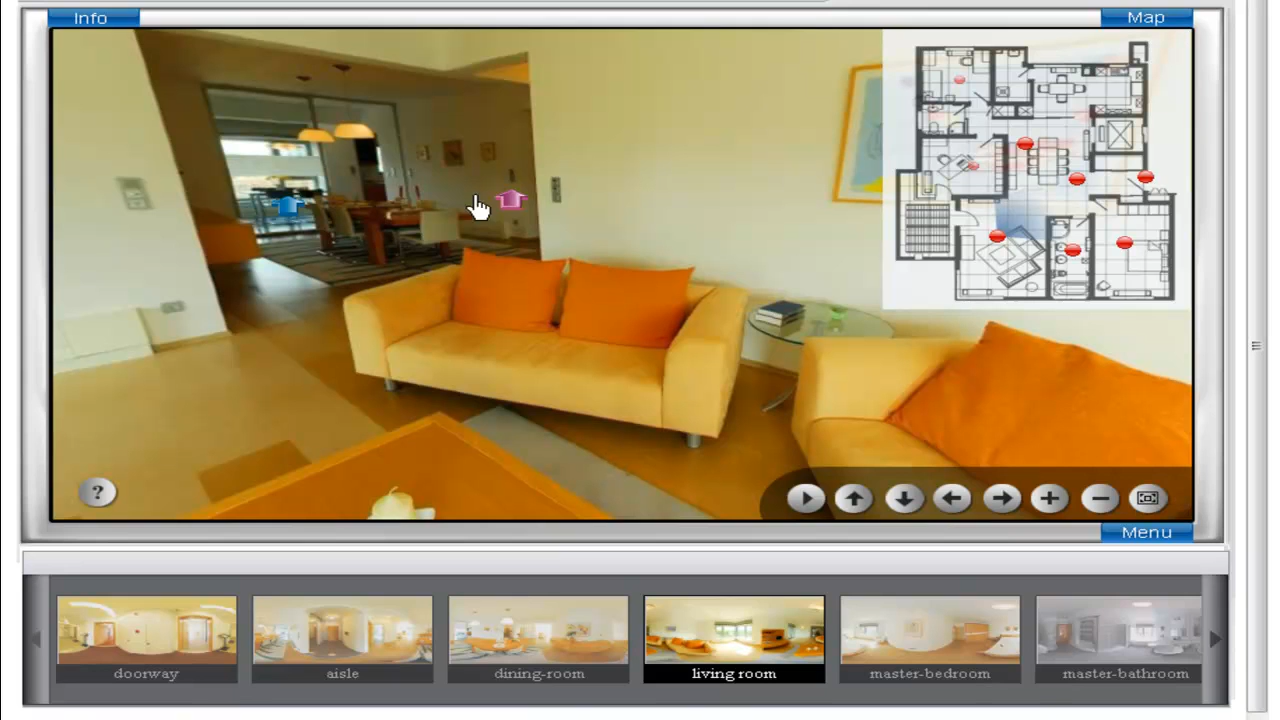 Info
Map
?
Menu
doorway
aisle
dining-room
living room
master-bedroom
master-bathroom